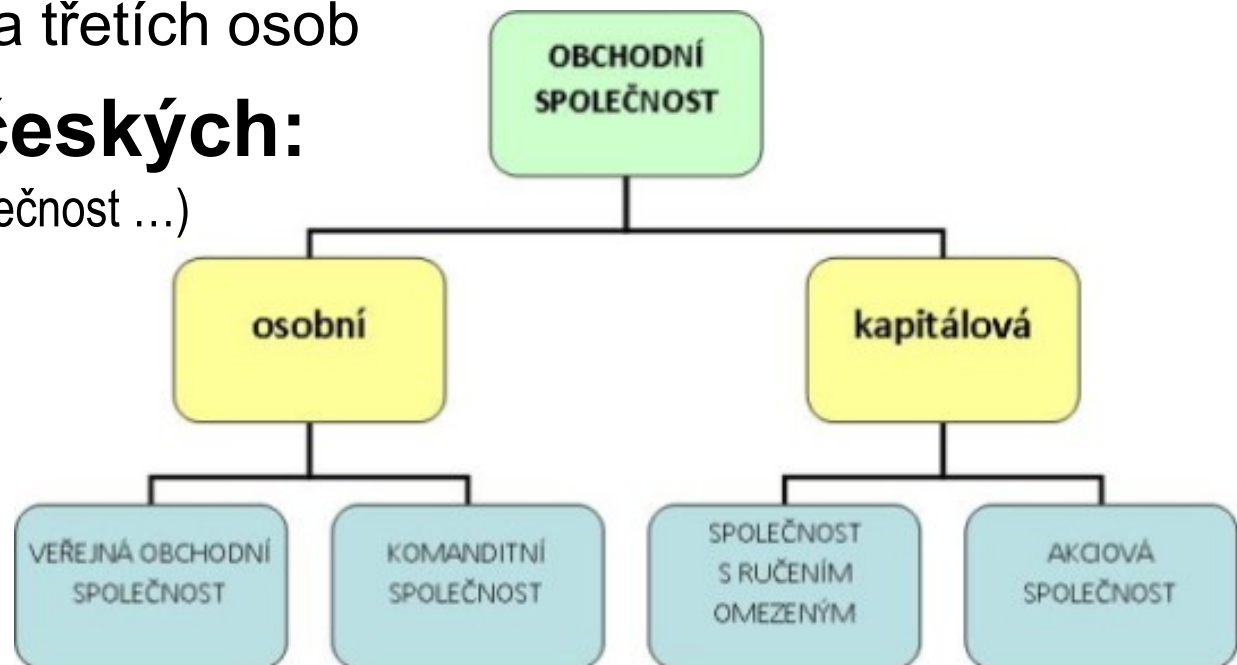 a třetích osob
českých:
ečnost …)
OBCHODNÍ
SPOLEČNOST
osobní
kapitálová
VEŘEJNÁ OBCHODNÍ
SPOLEČNOST
KOMANDITNÍ
SPOLEČNOST
SPOLEČNOST
S RUČENÍM
OMEZENÝM
AKCIOVÁ
SPOLEČNOST